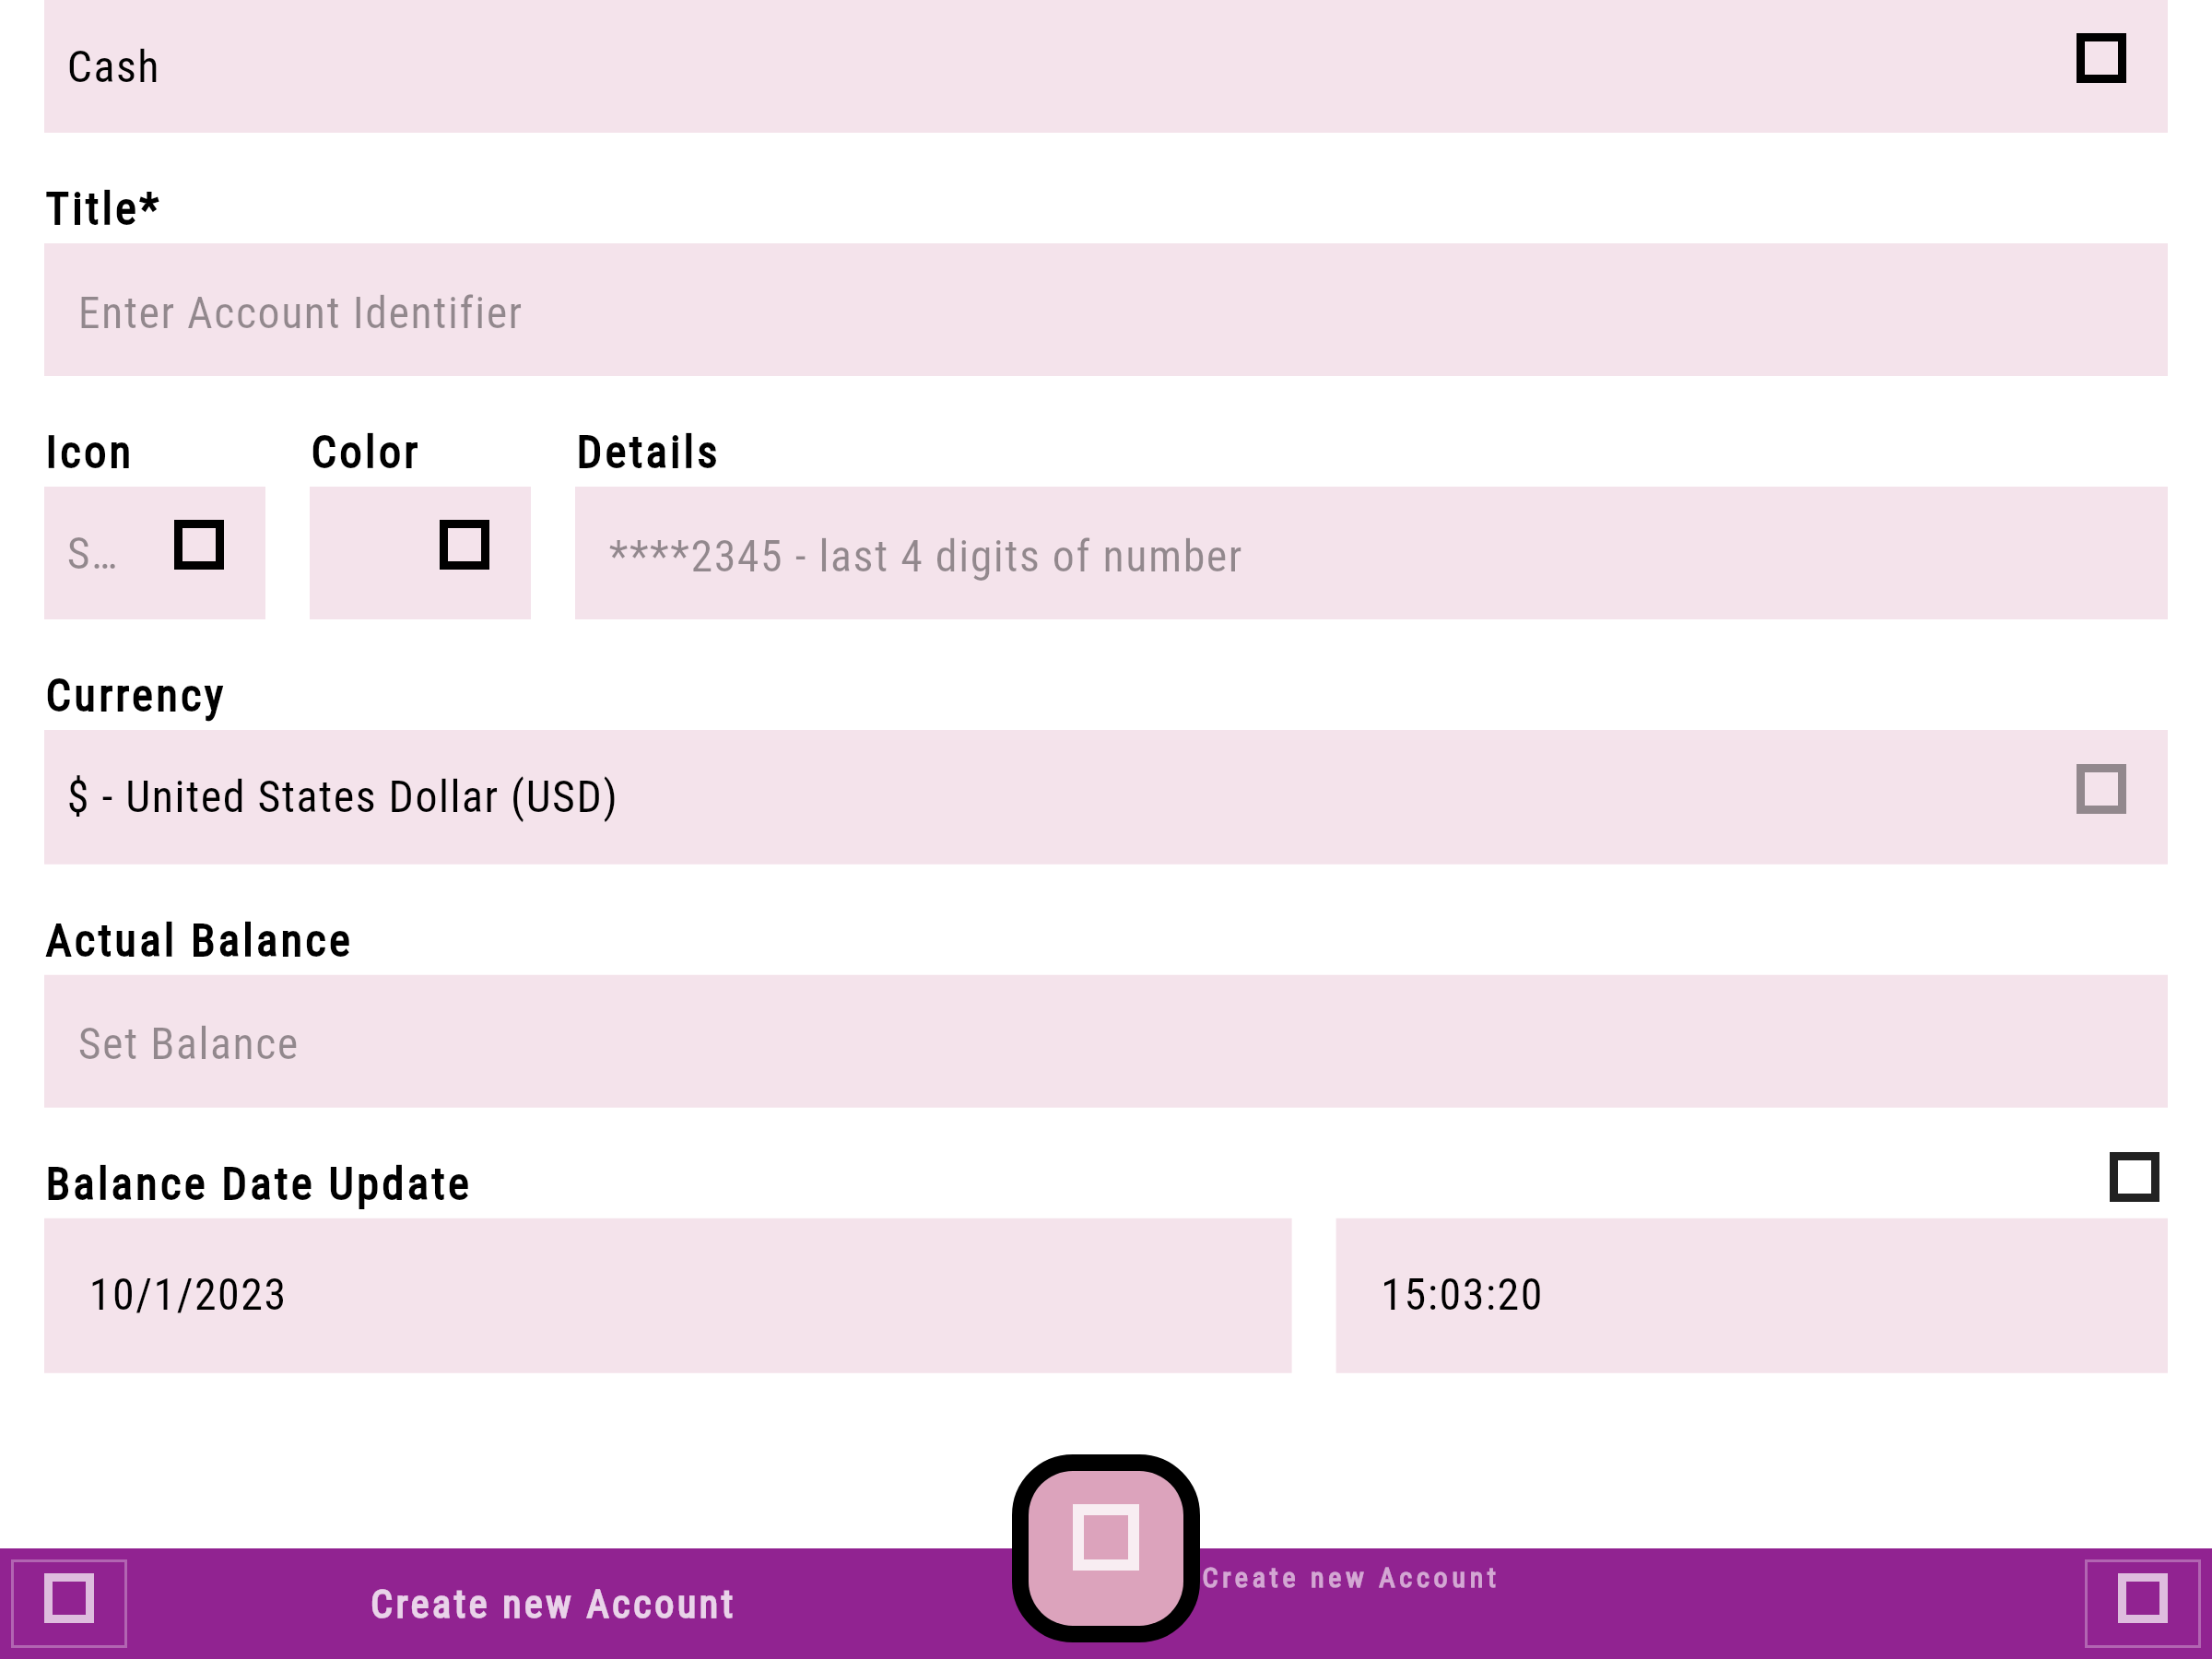 Cash
Title*
Enter Account Identifier
Icon
Color
Details
S...
****2345 - last 4 digits of number
Currency
$ - United States Dollar (USD)
Actual Balance
Set Balance
Balance Date Update
10/1/2023
15:03:20
Create new Account
Create new Account